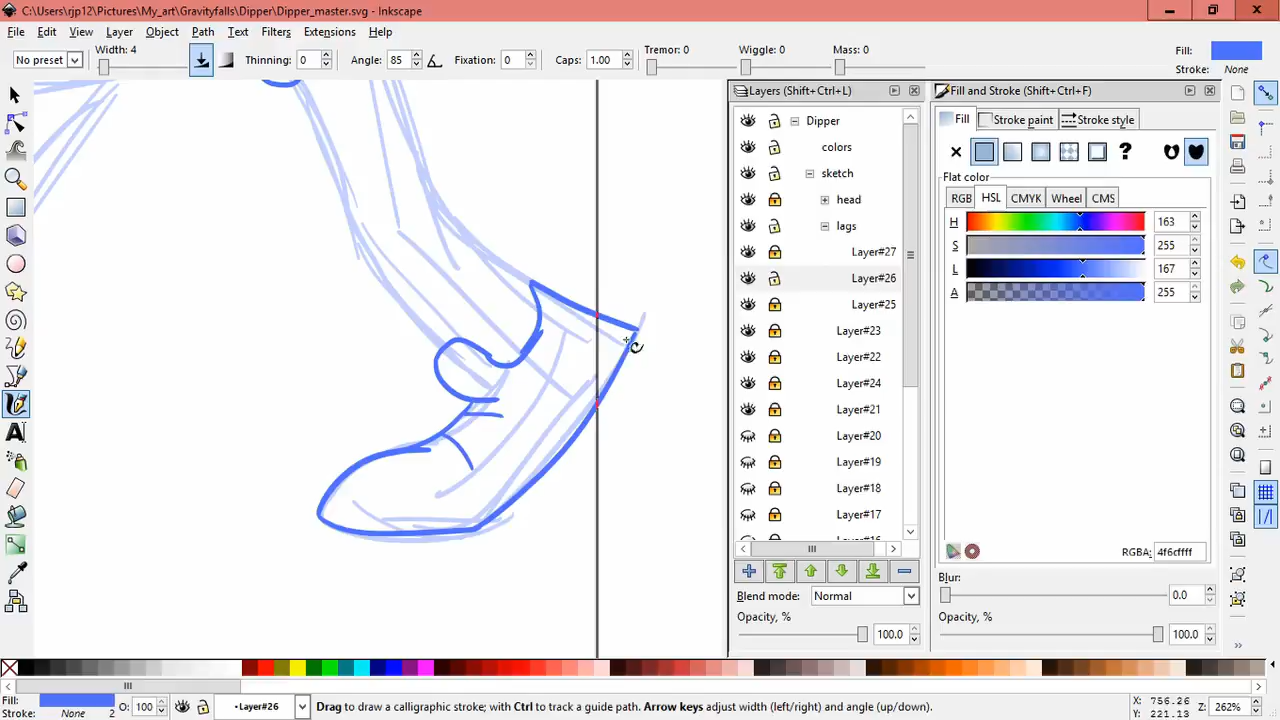 C:\Users\rjp12\Pictures\My_art\Gravityfalls\Dipper\Dipper_master.svg - Inkscape
File Edit View Layer Object Path Text Filters Extensions Help
No preset Width: 4 Thinning: 0 Angle: 85 Fixation: 0 Caps: 1.00 Tremor: 0 Wiggle: 0 Mass: 0 Fill:
Stroke: None
Layers (Shift+Ctrl+L)
Dipper
colors
sketch
head
lags
Layer#27
Layer#26
Layer#25
Layer#23
Layer#22
Layer#24
Layer#21
Layer#20
Layer#19
Layer#18
Layer#17
Layer#16
Blend mode: Normal
Opacity, %
100.0
Fill and Stroke (Shift+Ctrl+F)
Fill Stroke paint Stroke style
?
Flat color
RGB HSL CMYK Wheel CMS
H 163
S 255
L 167
A 255
RGBA: 4f6cffff
Blur:
0.0
Opacity, %
100.0
Fill:
Stroke: None 2 O: 100 •Layer#26 Drag to draw a calligraphic stroke; with Ctrl to track a guide path. Arrow keys adjust width (left/right) and angle (up/down). X: 756.26
Y: 221.13 Z: 262%